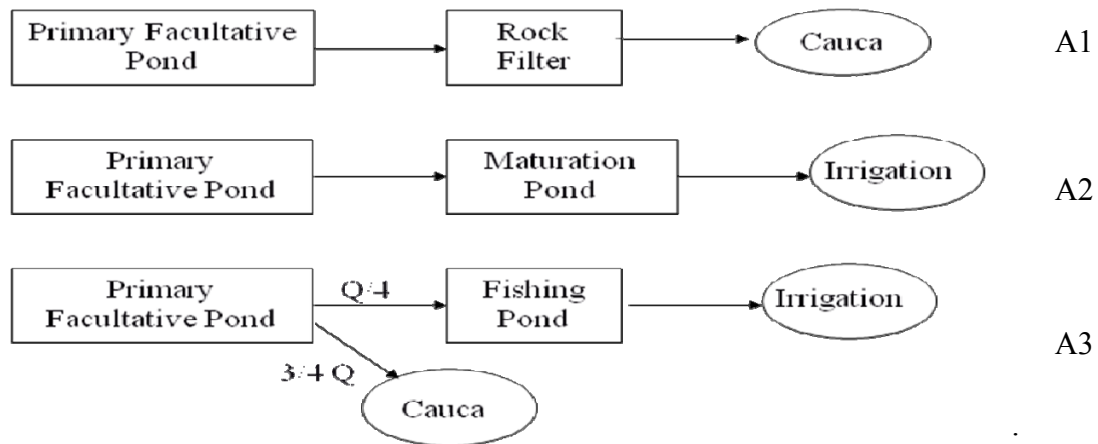 Primary Facultative
Pond
Rock
Filter
Cauca
A1
Primary
Facultative Pond
Maturation
Pond
Irrigation
A2
Primary
Facultative Pond
Q/4
Fishing
Pond
Irrigation
A3
3/4 Q
Cauca
.